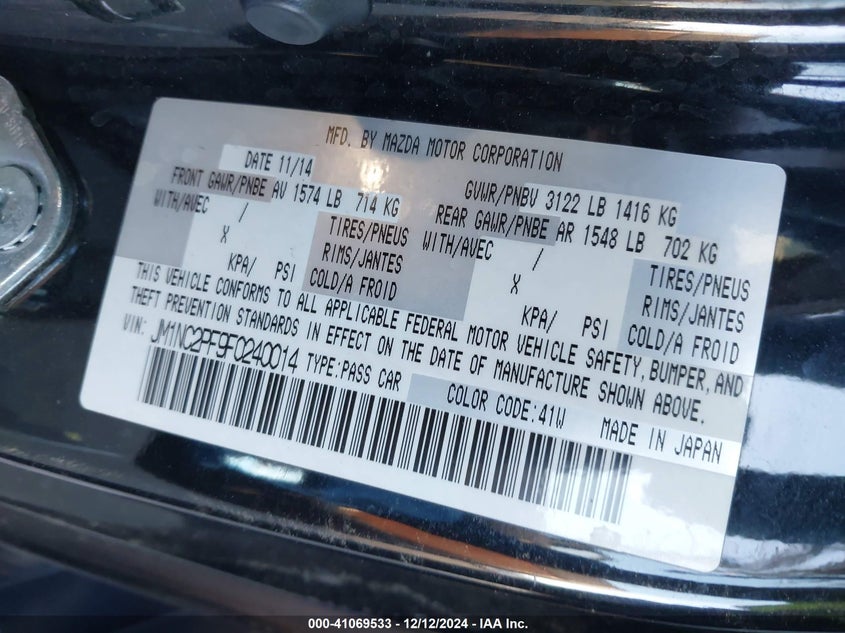 MFD. BY MAZDA MOTOR CORPORATION
DATE 11/14
GVWR/PNBV 3122 LB 1416 KG
FRONT GAWR/PNBE AV 1574 LB 714 KG
REAR GAWR/PNBE AR 1548 LB 702 KG
WITH/AVEC / TIRES/PNEUS
X RIMS/JANTES
KPA/ PSI COLD/A FROID
WITH/AVEC / TIRES/PNEUS
X RIMS/JANTES
KPA/ PSI COLD/A FROID
THIS VEHICLE CONFORMS TO ALL APPLICABLE FEDERAL MOTOR VEHICLE SAFETY, BUMPER, AND
THEFT PREVENTION STANDARDS IN EFFECT ON THE DATE OF MANUFACTURE SHOWN ABOVE.
VIN: JM1NC2PF9F0240014 TYPE:PASS CAR
COLOR CODE:41W MADE IN JAPAN
000-41069533 - 12/12/2024 - IAA Inc.